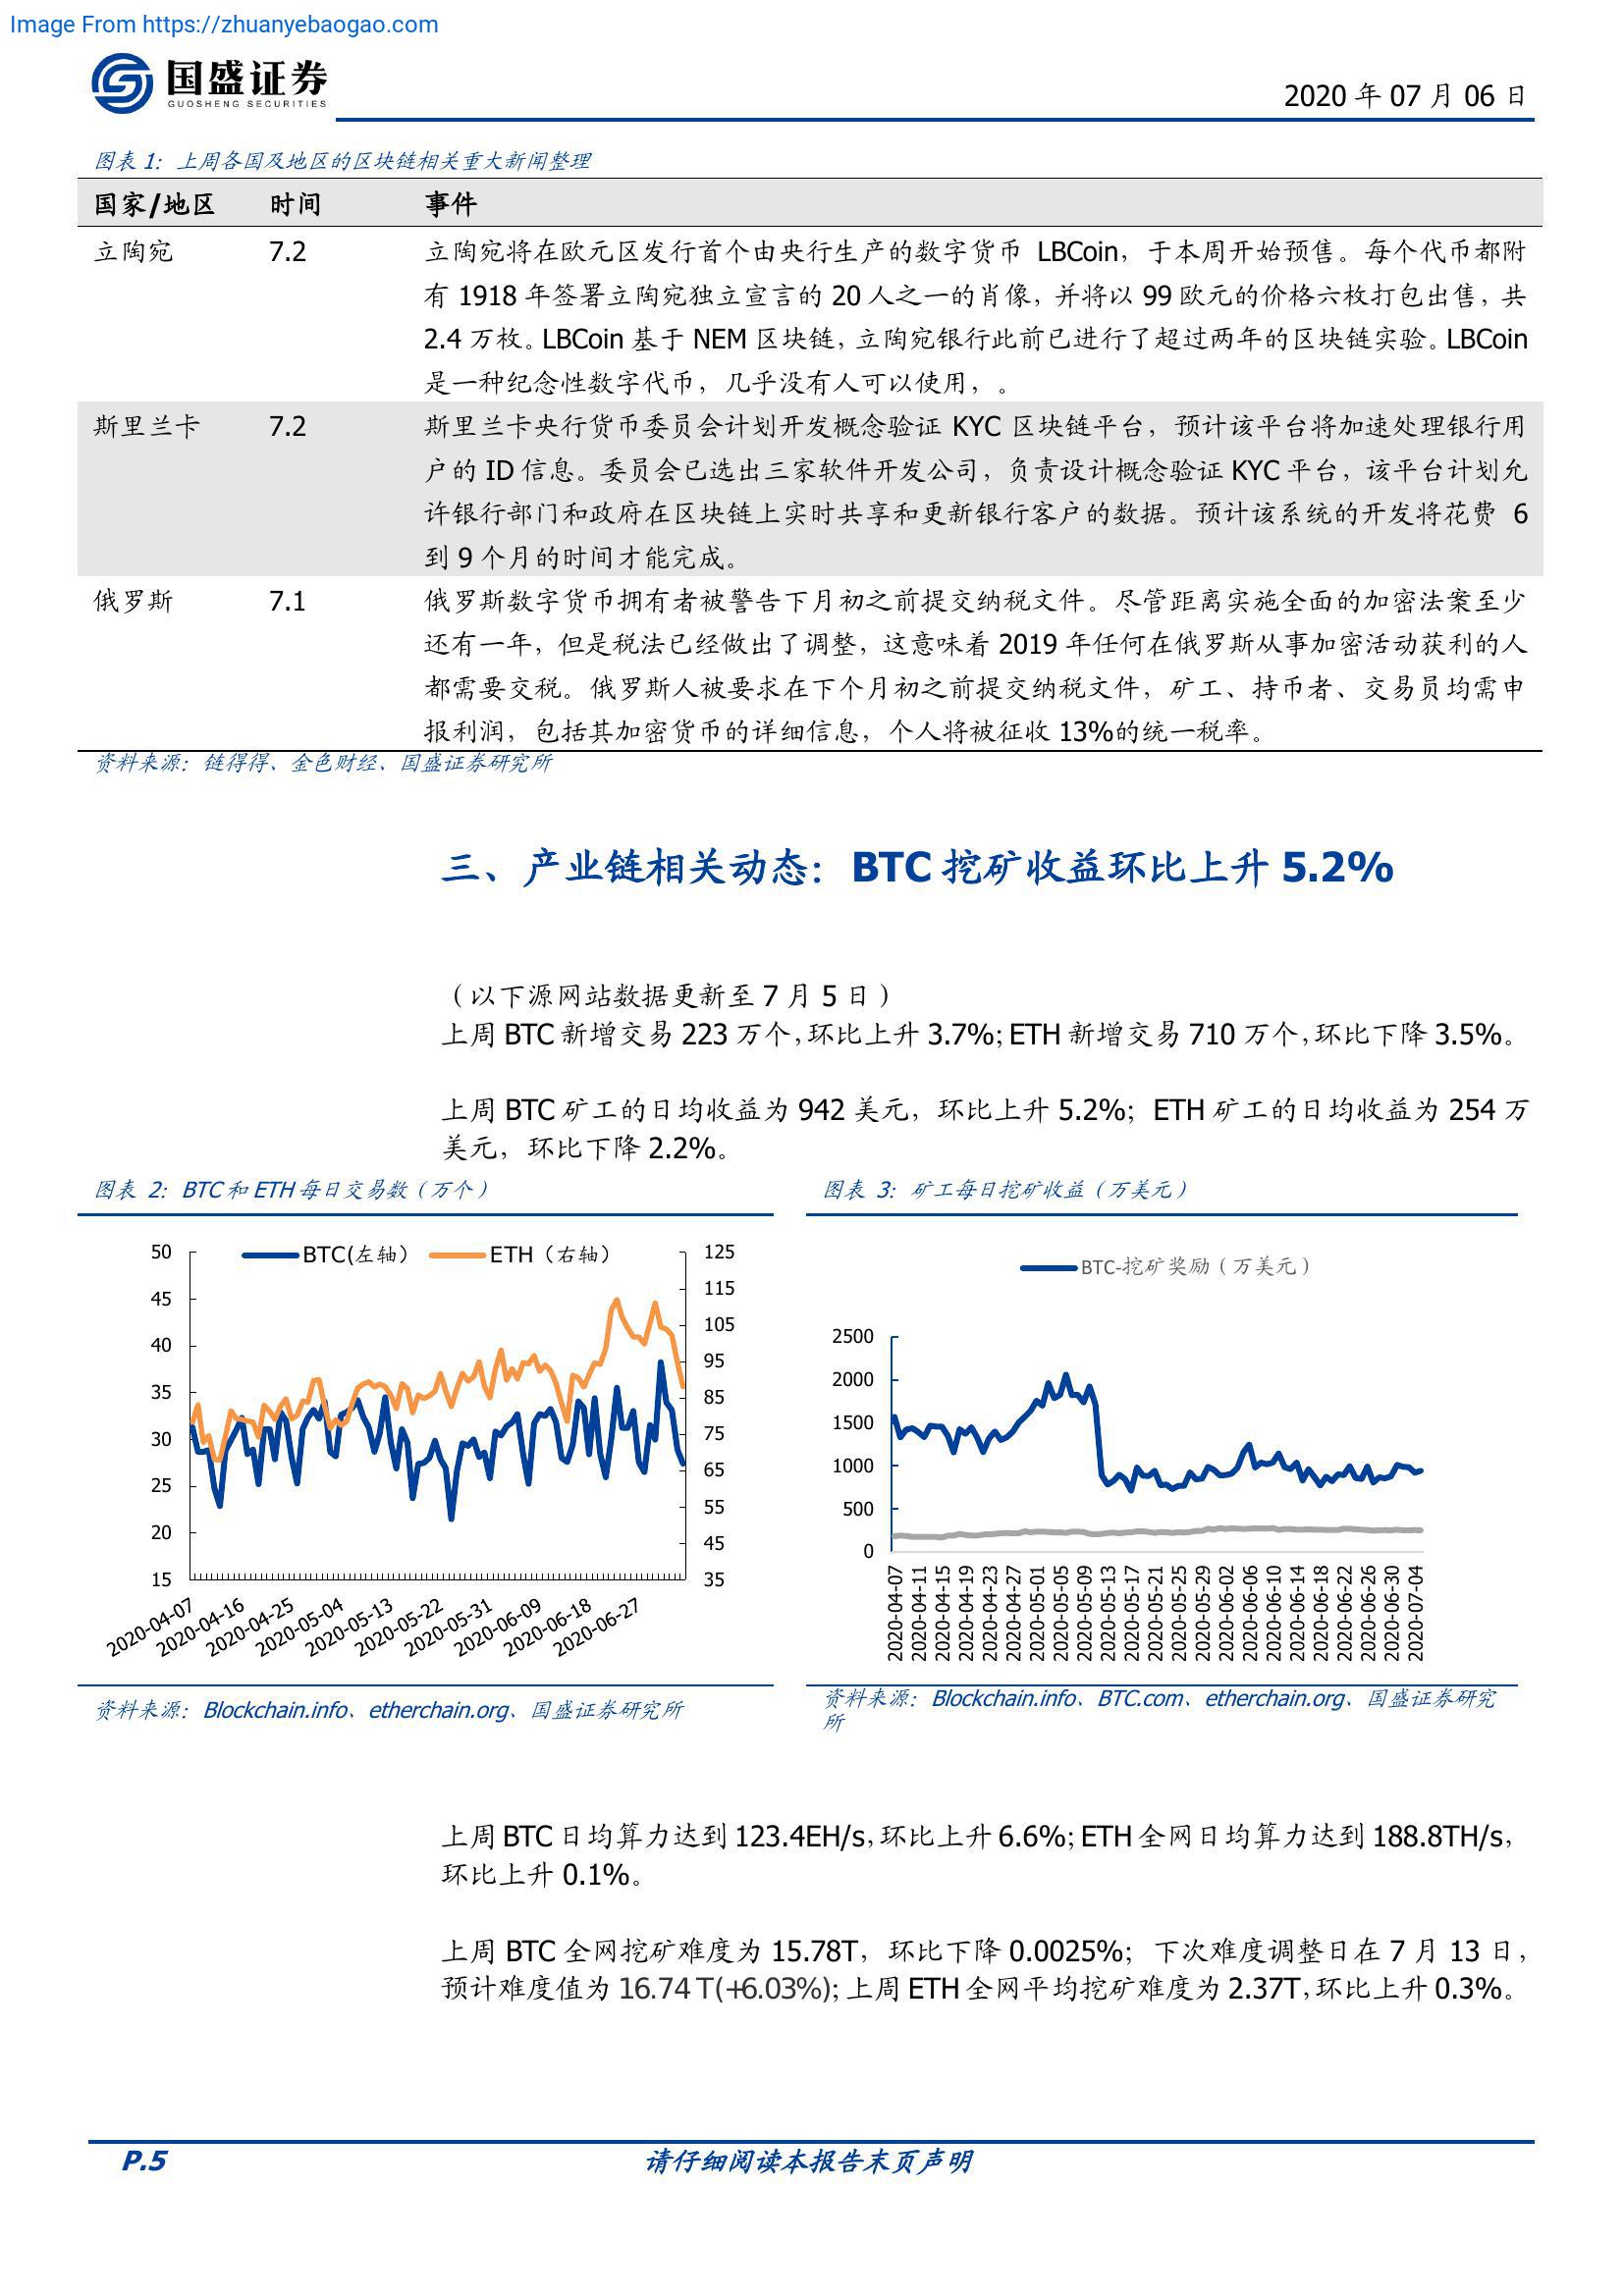 Image From https://zhuanyebaogao.com
国盛证券
GUOSHENG SECURITIES
2020 年 07 月 06 日
图表 1：上周各国及地区的区块链相关重大新闻整理
国家/地区 时间 事件
立陶宛 7.2 立陶宛将在欧元区发行首个由央行生产的数字货币 LBCoin，于本周开始预售。每个代币都附
有 1918 年签署立陶宛独立宣言的 20 人之一的肖像，并将以 99 欧元的价格六枚打包出售，共
2.4 万枚。LBCoin 基于 NEM 区块链，立陶宛银行此前已进行了超过两年的区块链实验。LBCoin
是一种纪念性数字代币，几乎没有人可以使用，。
斯里兰卡 7.2 斯里兰卡央行货币委员会计划开发概念验证 KYC 区块链平台，预计该平台将加速处理银行用
户的 ID 信息。委员会已选出三家软件开发公司，负责设计概念验证 KYC 平台，该平台计划允
许银行部门和政府在区块链上实时共享和更新银行客户的数据。预计该系统的开发将花费 6
到 9 个月的时间才能完成。
俄罗斯 7.1 俄罗斯数字货币拥有者被警告下月初之前提交纳税文件。尽管距离实施全面的加密法案至少
还有一年，但是税法已经做出了调整，这意味着 2019 年任何在俄罗斯从事加密活动获利的人
都需要交税。俄罗斯人被要求在下个月初之前提交纳税文件，矿工、持币者、交易员均需申
报利润，包括其加密货币的详细信息，个人将被征收 13%的统一税率。
资料来源：链得得、金色财经、国盛证券研究所
三、产业链相关动态：BTC 挖矿收益环比上升 5.2%
（以下源网站数据更新至 7 月 5 日）
上周 BTC 新增交易 223 万个，环比上升 3.7%；ETH 新增交易 710 万个，环比下降 3.5%。
上周 BTC 矿工的日均收益为 942 美元，环比上升 5.2%；ETH 矿工的日均收益为 254 万
美元，环比下降 2.2%。
图表 2：BTC 和 ETH 每日交易数（万个）
BTC(左轴） ETH（右轴）
50
45
40
35
30
25
20
15
125
115
105
95
85
75
65
55
45
35
2020-04-07
2020-04-16
2020-04-25
2020-05-04
2020-05-13
2020-05-22
2020-05-31
2020-06-09
2020-06-18
2020-06-27
资料来源：Blockchain.info、etherchain.org、国盛证券研究所
图表 3：矿工每日挖矿收益（万美元）
BTC-挖矿奖励（万美元）
2500
2000
1500
1000
500
0
2020-04-07
2020-04-11
2020-04-15
2020-04-19
2020-04-23
2020-04-27
2020-05-01
2020-05-05
2020-05-09
2020-05-13
2020-05-17
2020-05-21
2020-05-25
2020-05-29
2020-06-02
2020-06-06
2020-06-10
2020-06-14
2020-06-18
2020-06-22
2020-06-26
2020-06-30
2020-07-04
资料来源：Blockchain.info、BTC.com、etherchain.org、国盛证券研究
所
上周 BTC 日均算力达到 123.4EH/s，环比上升 6.6%；ETH 全网日均算力达到 188.8TH/s，
环比上升 0.1%。
上周 BTC 全网挖矿难度为 15.78T，环比下降 0.0025%；下次难度调整日在 7 月 13 日，
预计难度值为 16.74 T(+6.03%)；上周 ETH 全网平均挖矿难度为 2.37T，环比上升 0.3%。
P.5
请仔细阅读本报告末页声明